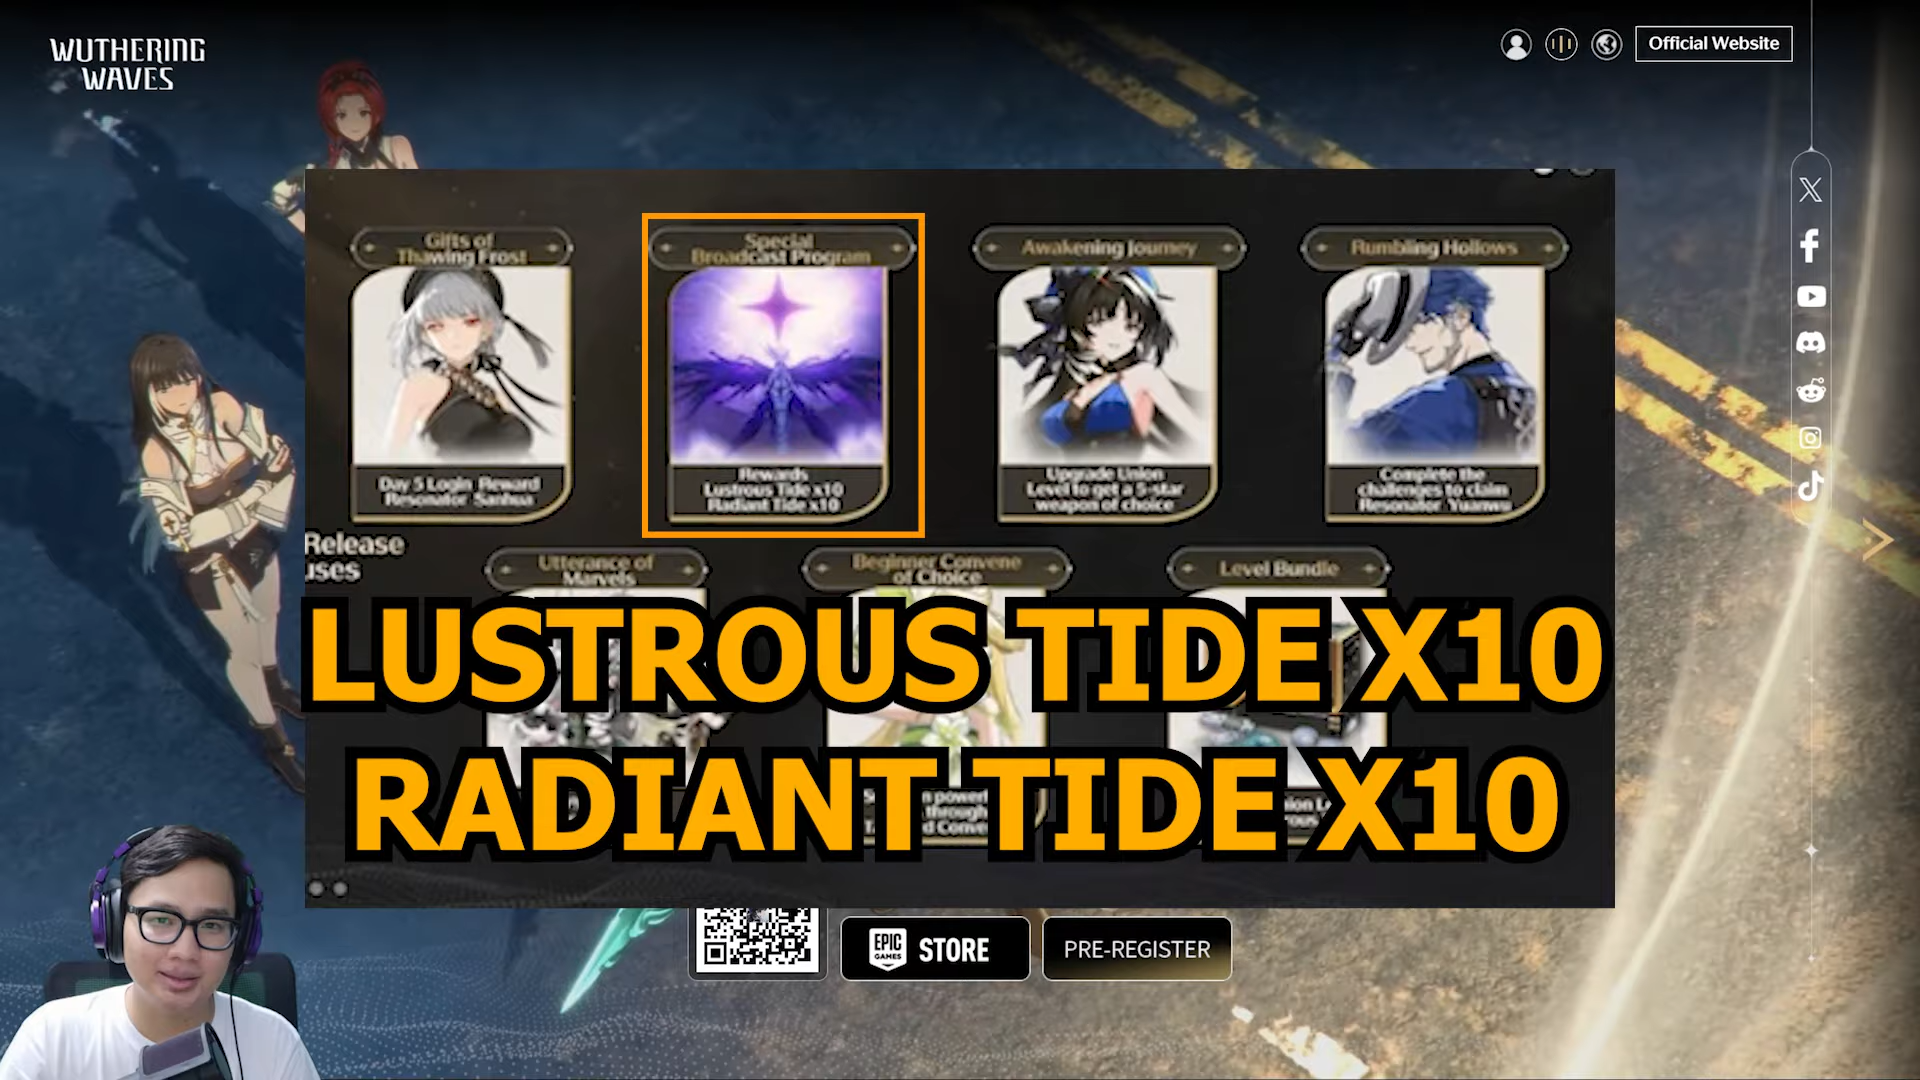 WUTHERING
WAVES
Official Website
Gifts of
Thawing Frost
Special
Broadcast Program
Awakening Journey
Rumbling Hollows
Day 5 Login Reward
Resonator Sanhua
Rewards
Lustrous Tide x10
Radiant Tide x10
Upgrade Union
Level to get a 5-star
weapon of choice
Complete the
challenges to claim
Resonator Yuanwu
Release
Utterance of
Marvels
Beginner Convene
of Choice
Level Bundle
LUSTROUS TIDE X10
RADIANT TIDE X10
through
EPIC
GAMES
STORE
PRE-REGISTER